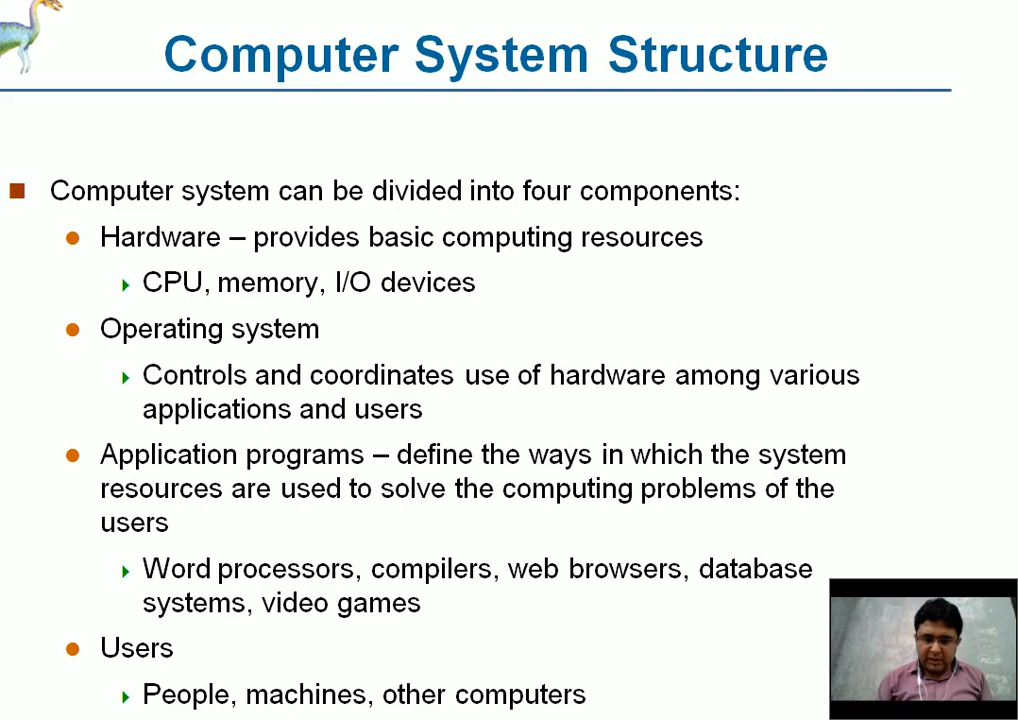 Computer System Structure
Computer system can be divided into four components:
Hardware – provides basic computing resources
CPU, memory, I/O devices
Operating system
Controls and coordinates use of hardware among various
applications and users
Application programs – define the ways in which the system
resources are used to solve the computing problems of the
users
Word processors, compilers, web browsers, database
systems, video games
Users
People, machines, other computers